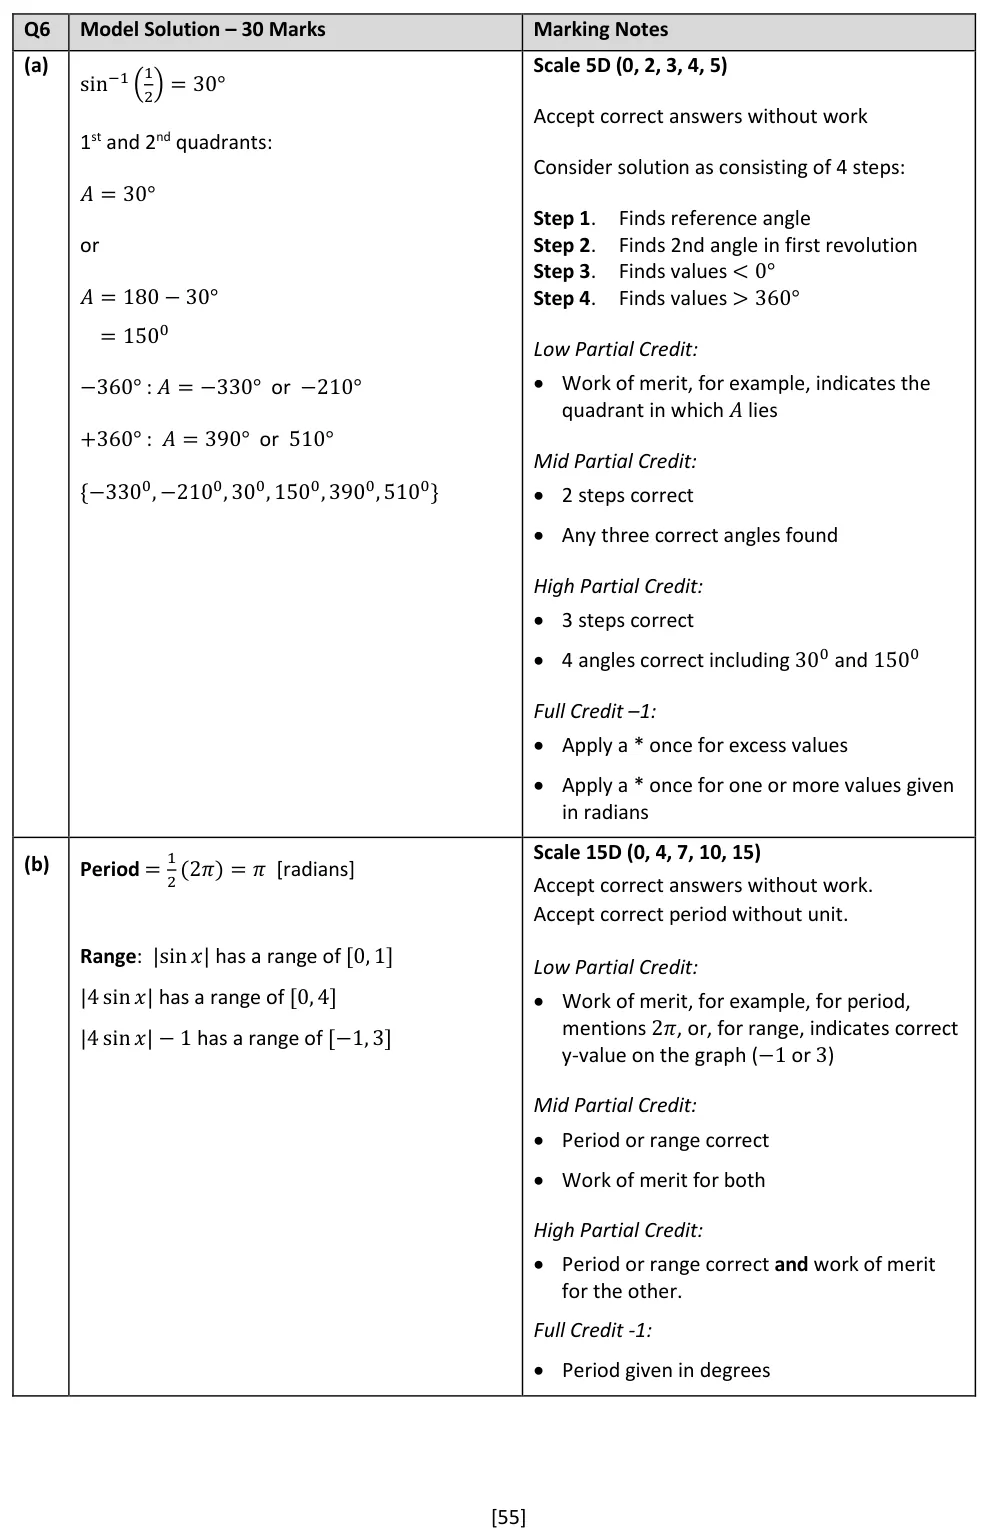 Q6 Model Solution – 30 Marks Marking Notes
(a)
sin⁻¹ (1/2) = 30°
1st and 2nd quadrants:
𝐴 = 30°
or
𝐴 = 180 − 30°
= 150⁰
−360° : 𝐴 = −330° or −210°
+360° : 𝐴 = 390° or 510°
{−330⁰, −210⁰, 30⁰, 150⁰, 390⁰, 510⁰}
Scale 5D (0, 2, 3, 4, 5)
Accept correct answers without work
Consider solution as consisting of 4 steps:
Step 1. Finds reference angle
Step 2. Finds 2nd angle in first revolution
Step 3. Finds values < 0°
Step 4. Finds values > 360°
Low Partial Credit:
• Work of merit, for example, indicates the
quadrant in which 𝐴 lies
Mid Partial Credit:
• 2 steps correct
• Any three correct angles found
High Partial Credit:
• 3 steps correct
• 4 angles correct including 30⁰ and 150⁰
Full Credit –1:
• Apply a * once for excess values
• Apply a * once for one or more values given
in radians
(b)
Period = 1/2 (2𝜋) = 𝜋 [radians]
Range: |sin 𝑥| has a range of [0, 1]
|4 sin 𝑥| has a range of [0, 4]
|4 sin 𝑥| − 1 has a range of [−1, 3]
Scale 15D (0, 4, 7, 10, 15)
Accept correct answers without work.
Accept correct period without unit.
Low Partial Credit:
• Work of merit, for example, for period,
mentions 2𝜋, or, for range, indicates correct
y-value on the graph (−1 or 3)
Mid Partial Credit:
• Period or range correct
• Work of merit for both
High Partial Credit:
• Period or range correct and work of merit
for the other.
Full Credit -1:
• Period given in degrees
[55]